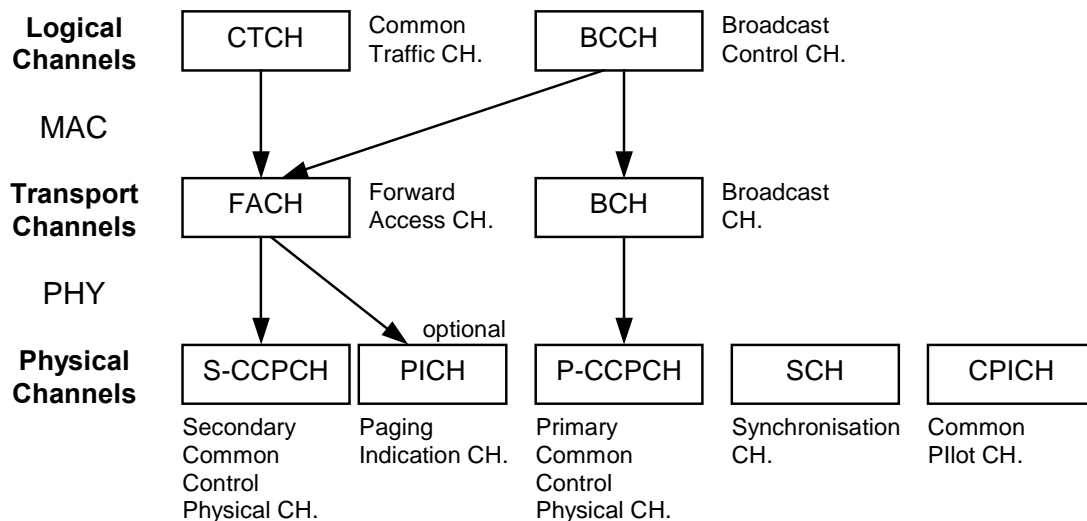 Logical
Channels
CTCH
Common
Traffic CH.
BCCH
Broadcast
Control CH.
MAC
Transport
Channels
FACH
Forward
Access CH.
BCH
Broadcast
CH.
PHY
optional
Physical
Channels
S-CCPCH
PICH
P-CCPCH
SCH
CPICH
Secondary
Common
Control
Physical CH.
Paging
Indication CH.
Primary
Common
Control
Physical CH.
Synchronisation
CH.
Common
PIlot CH.